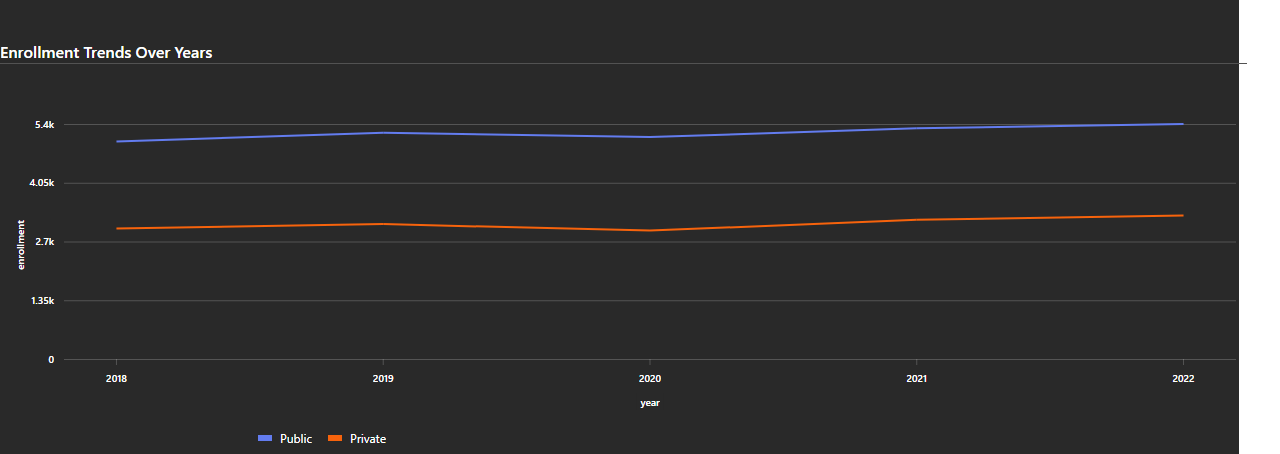 Enrollment Trends Over Years
5.4k
4.05k
2.7k
1.35k
0
enrollment
2018 2019 2020 2021 2022
year
Public Private